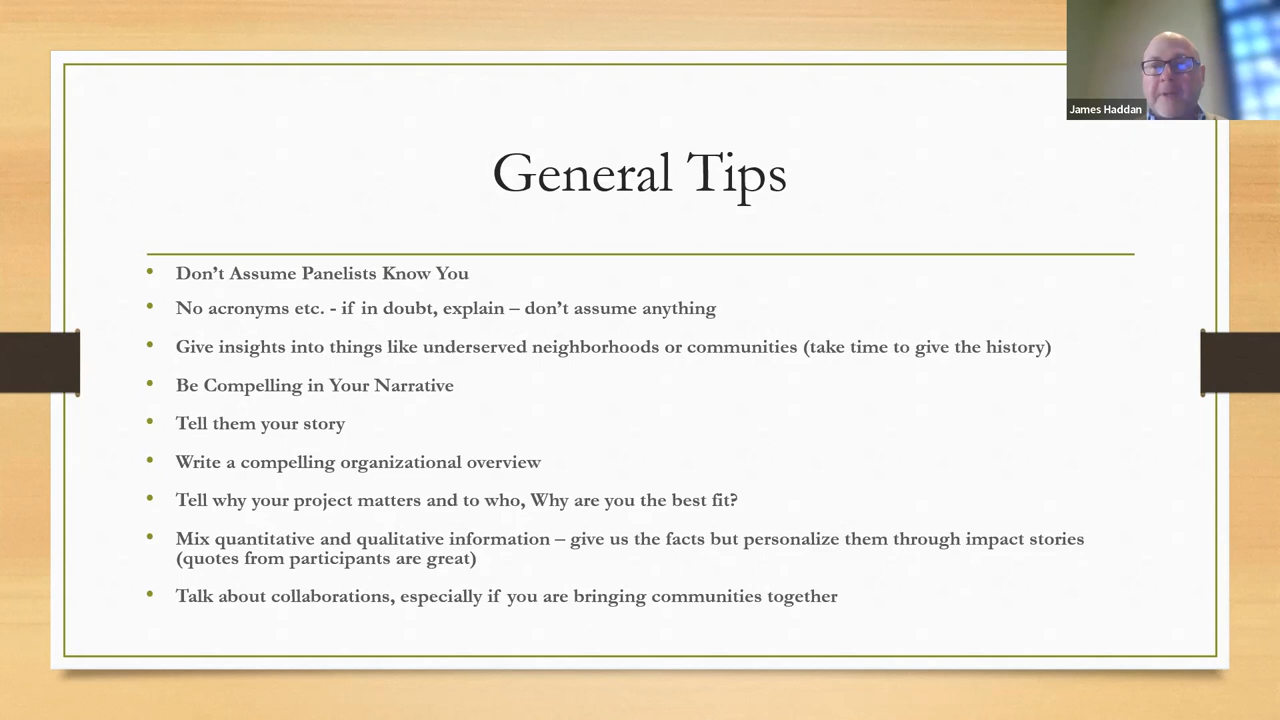 James Haddan
General Tips
• Don’t Assume Panelists Know You
• No acronyms etc. - if in doubt, explain – don’t assume anything
• Give insights into things like underserved neighborhoods or communities (take time to give the history)
• Be Compelling in Your Narrative
• Tell them your story
• Write a compelling organizational overview
• Tell why your project matters and to who, Why are you the best fit?
• Mix quantitative and qualitative information – give us the facts but personalize them through impact stories
(quotes from participants are great)
• Talk about collaborations, especially if you are bringing communities together